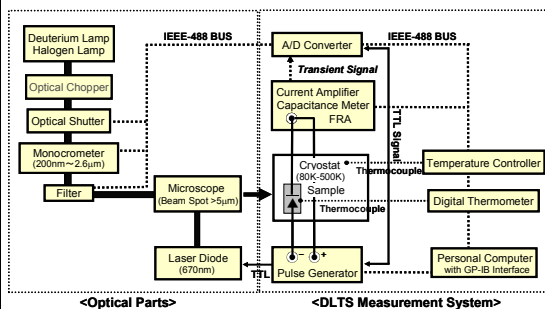 IEEE-488 BUS
IEEE-488 BUS
Deuterium Lamp
Halogen Lamp
Optical Chopper
Optical Shutter
Monocrometer
(200nm～2.6μm)
Filter
Microscope
(Beam Spot >5μm)
Laser Diode
(670nm)
TTL
<Optical Parts>
A/D Converter
Transient Signal
Current Amplifier
Capacitance Meter
FRA
TTL Signal
Cryostat
(80K-500K)
Sample
Thermocouple
Thermocouple
− +
Pulse Generator
Temperature Controller
Digital Thermometer
Personal Computer
with GP-IB Interface
<DLTS Measurement System>